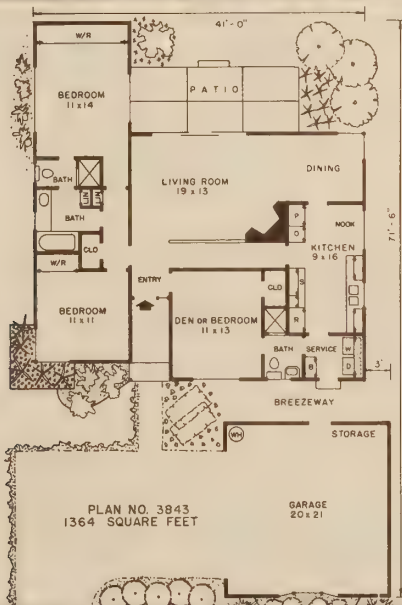 41'-0"
W/R
BEDROOM
11 x 14
PATIO
BATH
LIN
LIN
LIVING ROOM
19 x 13
DINING
71'-6"
BATH
P
O
NOOK
KITCHEN
9 x 16
CLO
W/R
ENTRY
CLO
S
BEDROOM
11 x 11
DEN OR BEDROOM
11 x 13
R
BATH
SERVICE
W
D
B
3'
BREEZEWAY
WH
STORAGE
PLAN NO. 3843
1364 SQUARE FEET
GARAGE
20 x 21